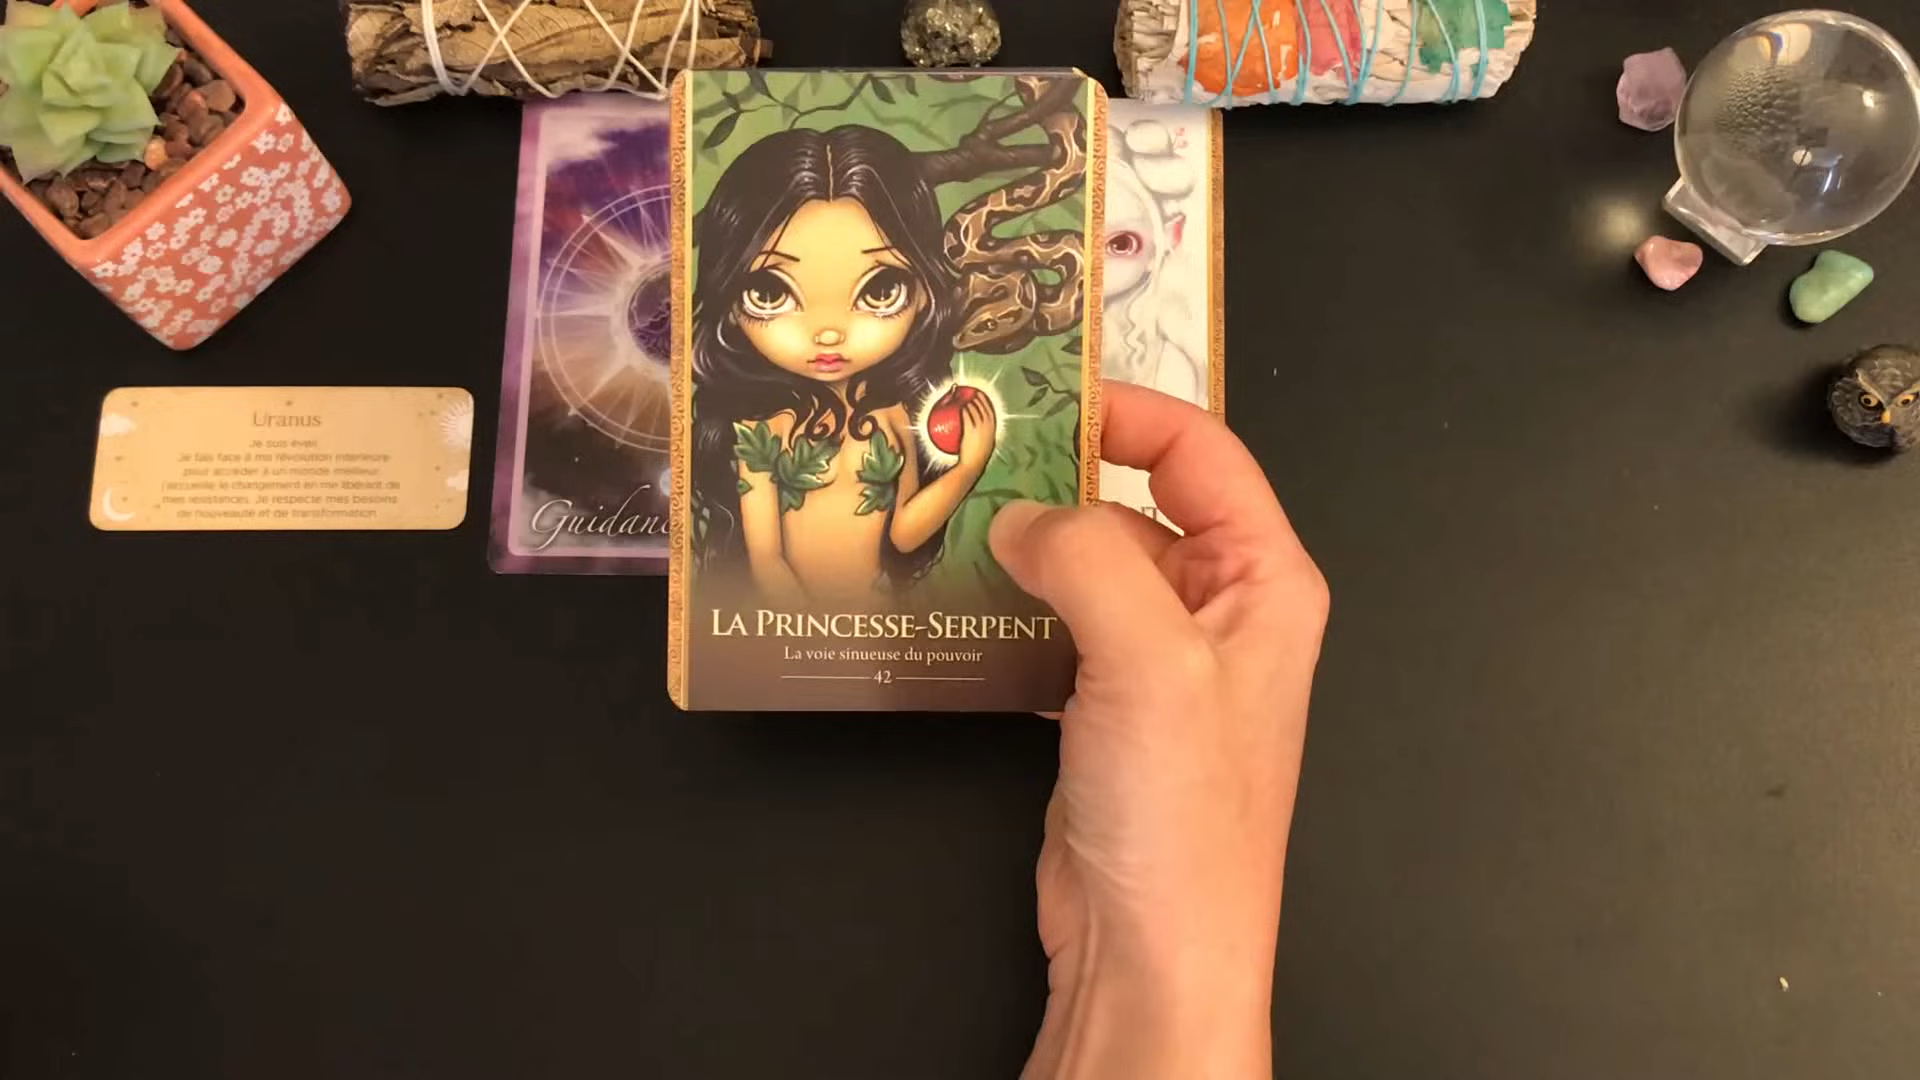 Uranus
Je suis éveil.
Je fais face à ma révolution intérieure
pour accéder à un monde meilleur.
J'accueille le changement en me libérant de
mes résistances. Je respecte mes besoins
de nouveauté et de transformation.
Guidanc
LA PRINCESSE-SERPENT
La voie sinueuse du pouvoir
42